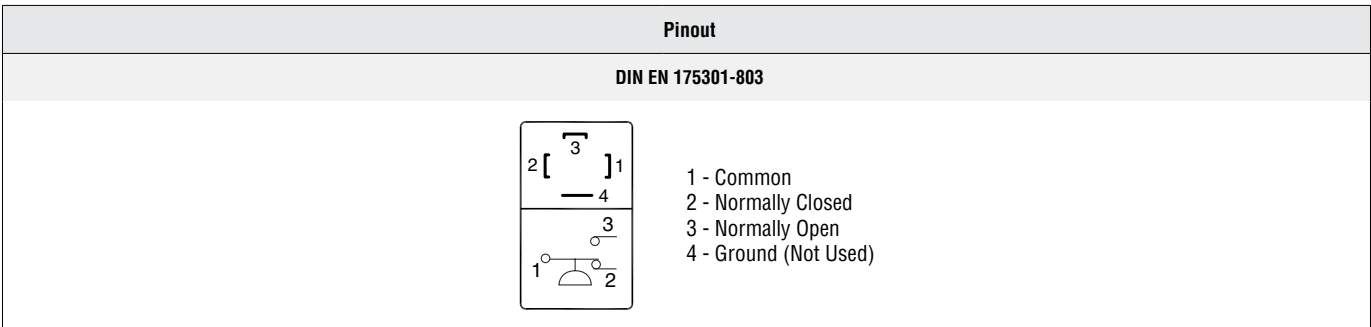 Pinout
DIN EN 175301-803
3
2
1
4
3
1
2
1 - Common
2 - Normally Closed
3 - Normally Open
4 - Ground (Not Used)